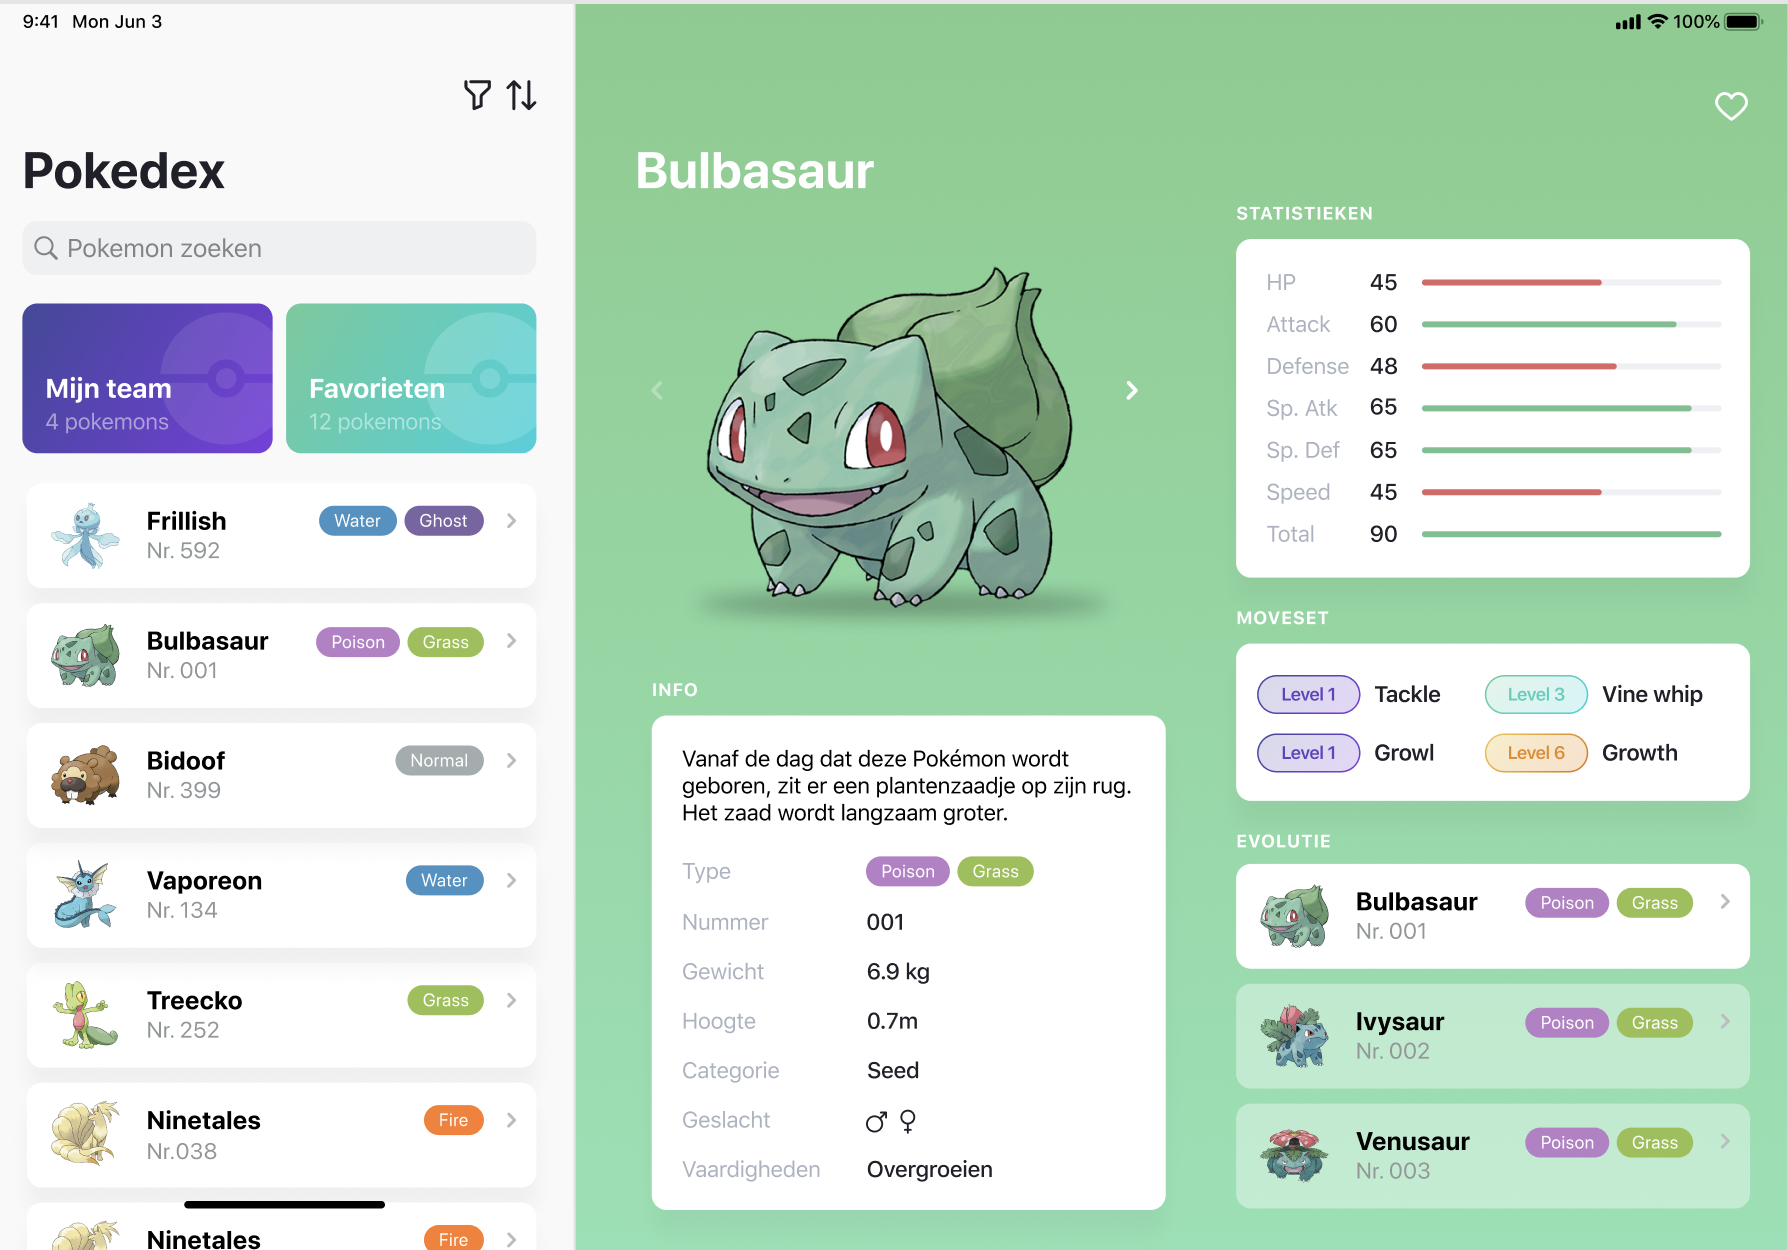 9:41 Mon Jun 3
100%
Pokedex
Pokemon zoeken
Mijn team
4 pokemons
Favorieten
12 pokemons
Frillish
Nr. 592
Water
Ghost
Bulbasaur
Nr. 001
Poison
Grass
Bidoof
Nr. 399
Normal
Vaporeon
Nr. 134
Water
Treecko
Nr. 252
Grass
Ninetales
Nr.038
Fire
Ninetales
Fire
Bulbasaur
INFO
Vanaf de dag dat deze Pokémon wordt
geboren, zit er een plantenzaadje op zijn rug.
Het zaad wordt langzaam groter.
Type Poison Grass
Nummer 001
Gewicht 6.9 kg
Hoogte 0.7m
Categorie Seed
Geslacht ♂ ♀
Vaardigheden Overgroeien
STATISTIEKEN
HP 45
Attack 60
Defense 48
Sp. Atk 65
Sp. Def 65
Speed 45
Total 90
MOVESET
Level 1 Tackle Level 3 Vine whip
Level 1 Growl Level 6 Growth
EVOLUTIE
Bulbasaur
Nr. 001
Poison
Grass
Ivysaur
Nr. 002
Poison
Grass
Venusaur
Nr. 003
Poison
Grass